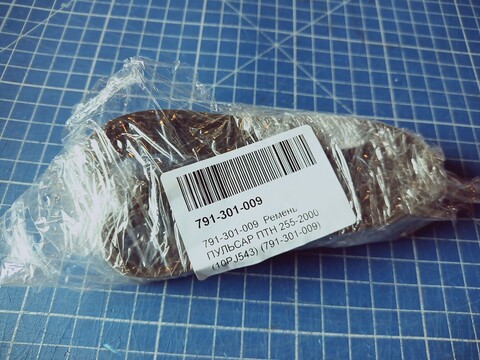 791-301-009
791-301-009 Ремень
ПУЛЬСАР ПТН 255-2000
(10PJ543) (791-301-009)